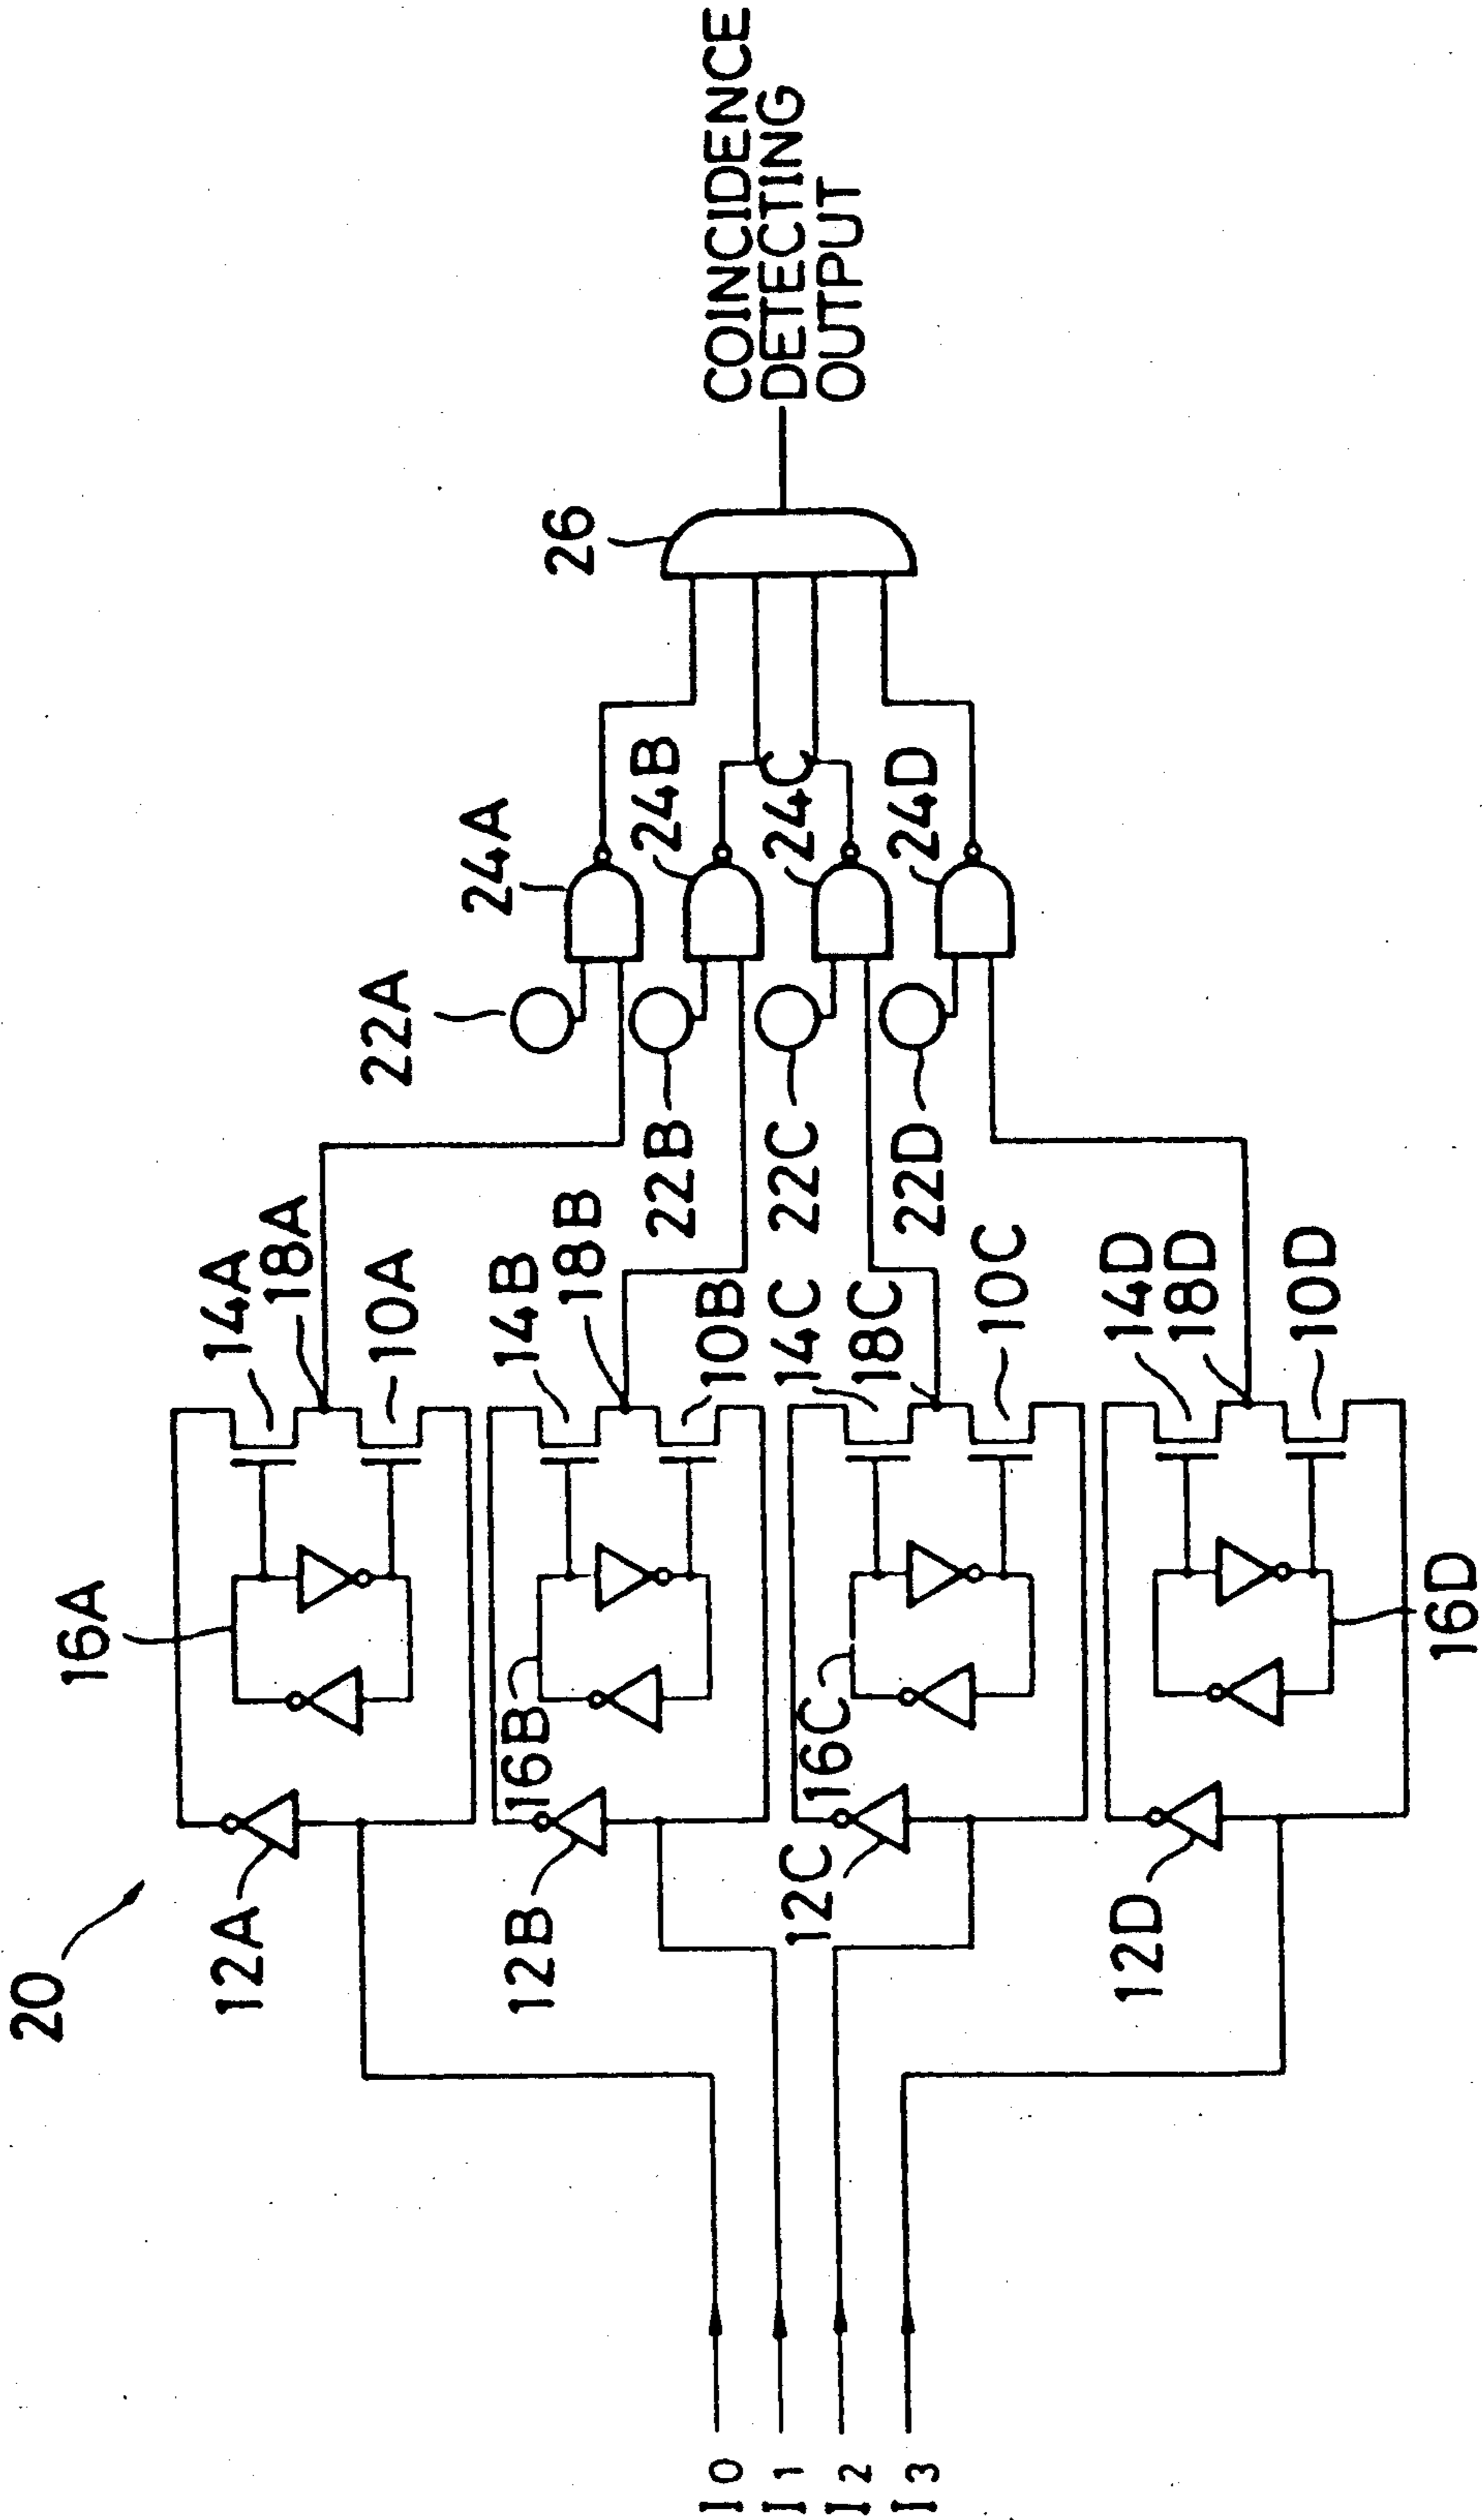 20
16A
12A
14A
18A
10A
22A
24A
26
16B
12B
14B
18B
10B
22B
24B
COINCIDENCE
DETECTING
OUTPUT
I0
I1
I2
I3
12C
16C
14C
18C
10C
22C
24C
12D
16D
14D
18D
10D
22D
24D